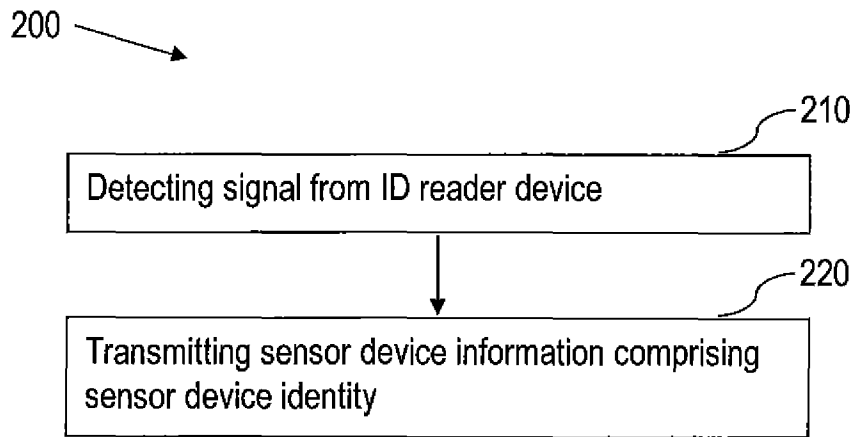 200
210
Detecting signal from ID reader device
220
Transmitting sensor device information comprising
sensor device identity